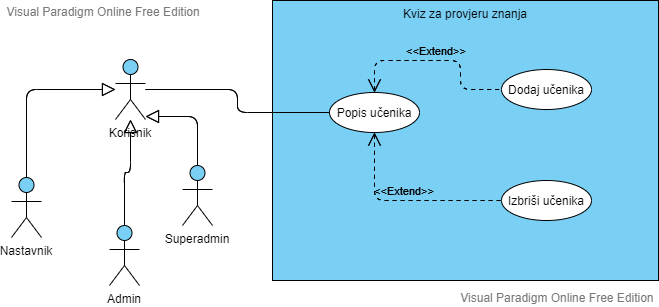 Visual Paradigm Online Free Edition
Kviz za provjeru znanja
<<Extend>>
Dodaj učenika
Popis učenika
Korisnik
<<Extend>>
Izbriši učenika
Superadmin
Nastavnik
Admin
Visual Paradigm Online Free Edition